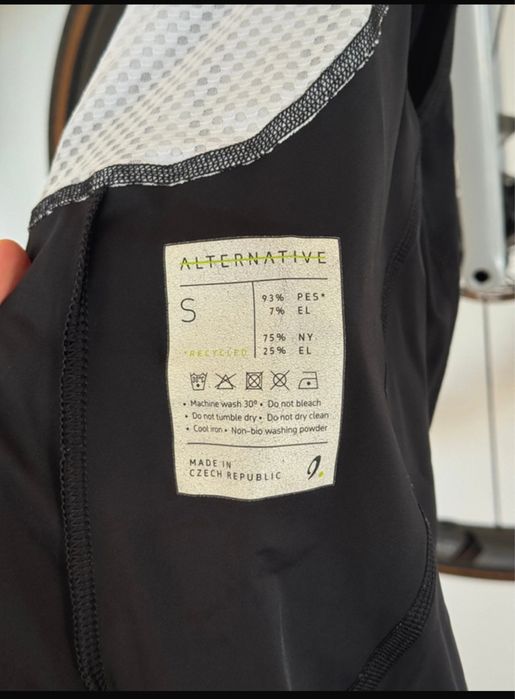 ALTERNATIVE
S
93% PES*
7% EL
75% NY
*RECYCLED 25% EL
• Machine wash 30º • Do not bleach
• Do not tumble dry • Do not dry clean
• Cool iron • Non-bio washing powder
MADE IN
CZECH REPUBLIC